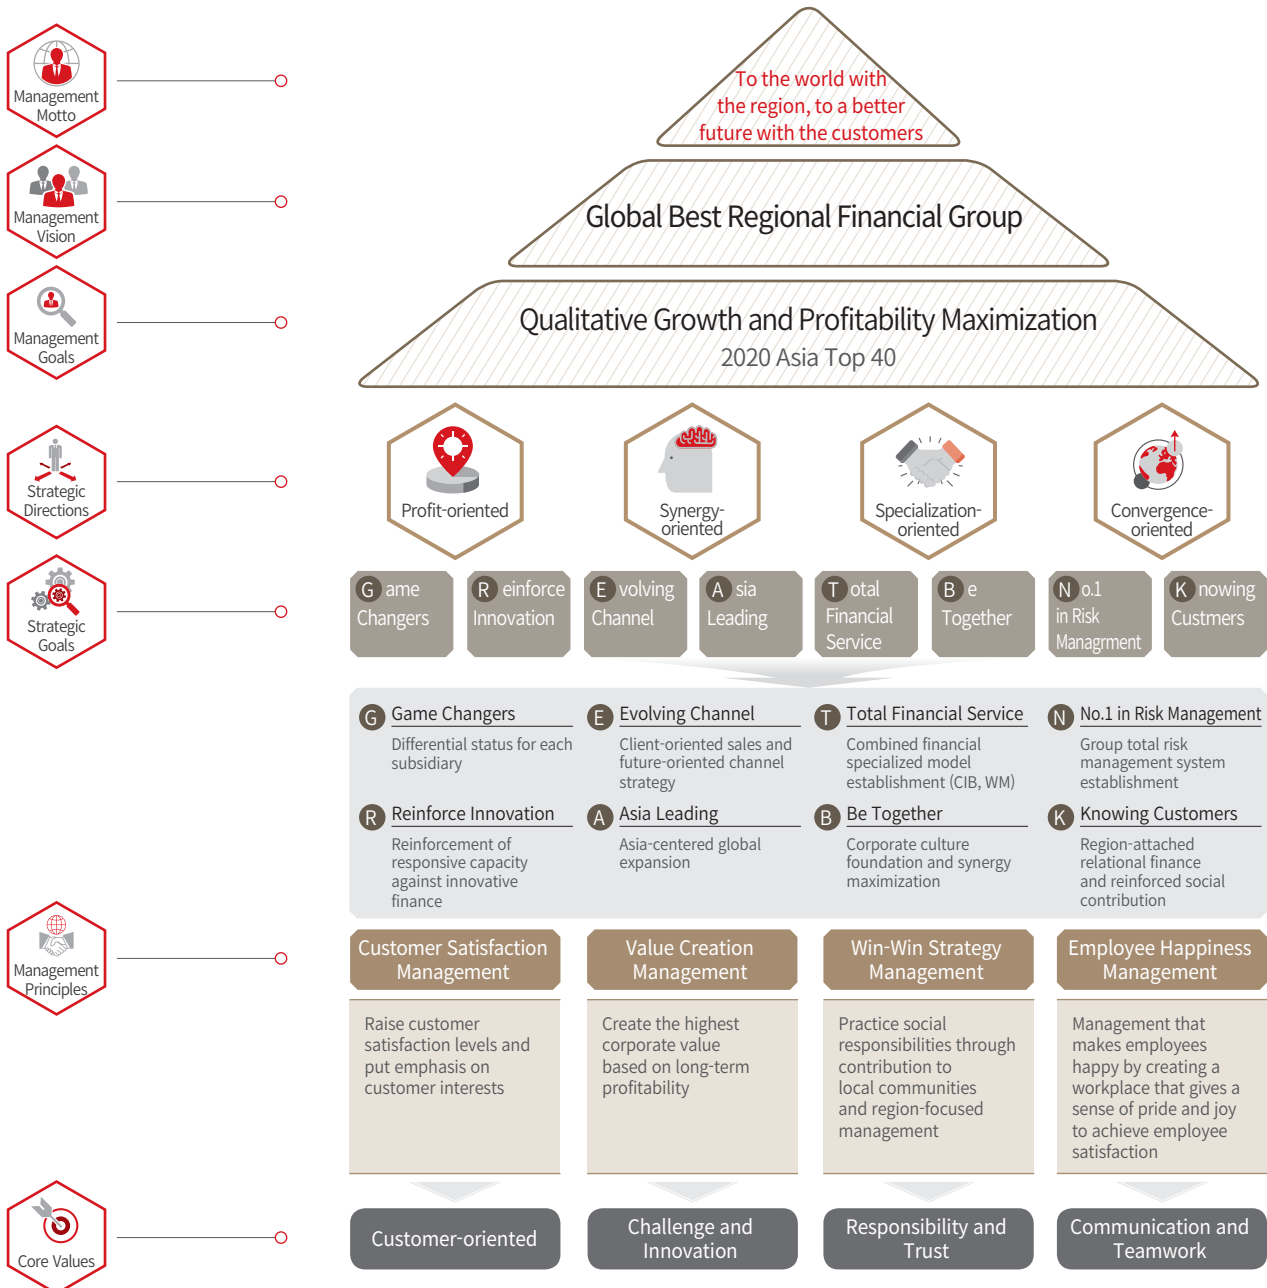 Management
Motto
To the world with
the region, to a better
future with the customers
Management
Vision
Global Best Regional Financial Group
Management
Goals
Qualitative Growth and Profitability Maximization
2020 Asia Top 40
Strategic
Directions
Profit-oriented
Synergy-
oriented
Specialization-
oriented
Convergence-
oriented
Strategic
Goals
G ame
Changers
R einforce
Innovation
E volving
Channel
A sia
Leading
T otal
Financial
Service
B e
Together
N o.1
in Risk
Managrment
K nowing
Custmers
G Game Changers
Differential status for each
subsidiary
E Evolving Channel
Client-oriented sales and
future-oriented channel
strategy
T Total Financial Service
Combined financial
specialized model
establishment (CIB, WM)
N No.1 in Risk Management
Group total risk
management system
establishment
R Reinforce Innovation
Reinforcement of
responsive capacity
against innovative
finance
A Asia Leading
Asia-centered global
expansion
B Be Together
Corporate culture
foundation and synergy
maximization
K Knowing Customers
Region-attached
relational finance
and reinforced social
contribution
Management
Principles
Customer Satisfaction
Management
Raise customer
satisfaction levels and
put emphasis on
customer interests
Value Creation
Management
Create the highest
corporate value
based on long-term
profitability
Win-Win Strategy
Management
Practice social
responsibilities through
contribution to
local communities
and region-focused
management
Employee Happiness
Management
Management that
makes employees
happy by creating a
workplace that gives a
sense of pride and joy
to achieve employee
satisfaction
Core Values
Customer-oriented
Challenge and
Innovation
Responsibility and
Trust
Communication and
Teamwork